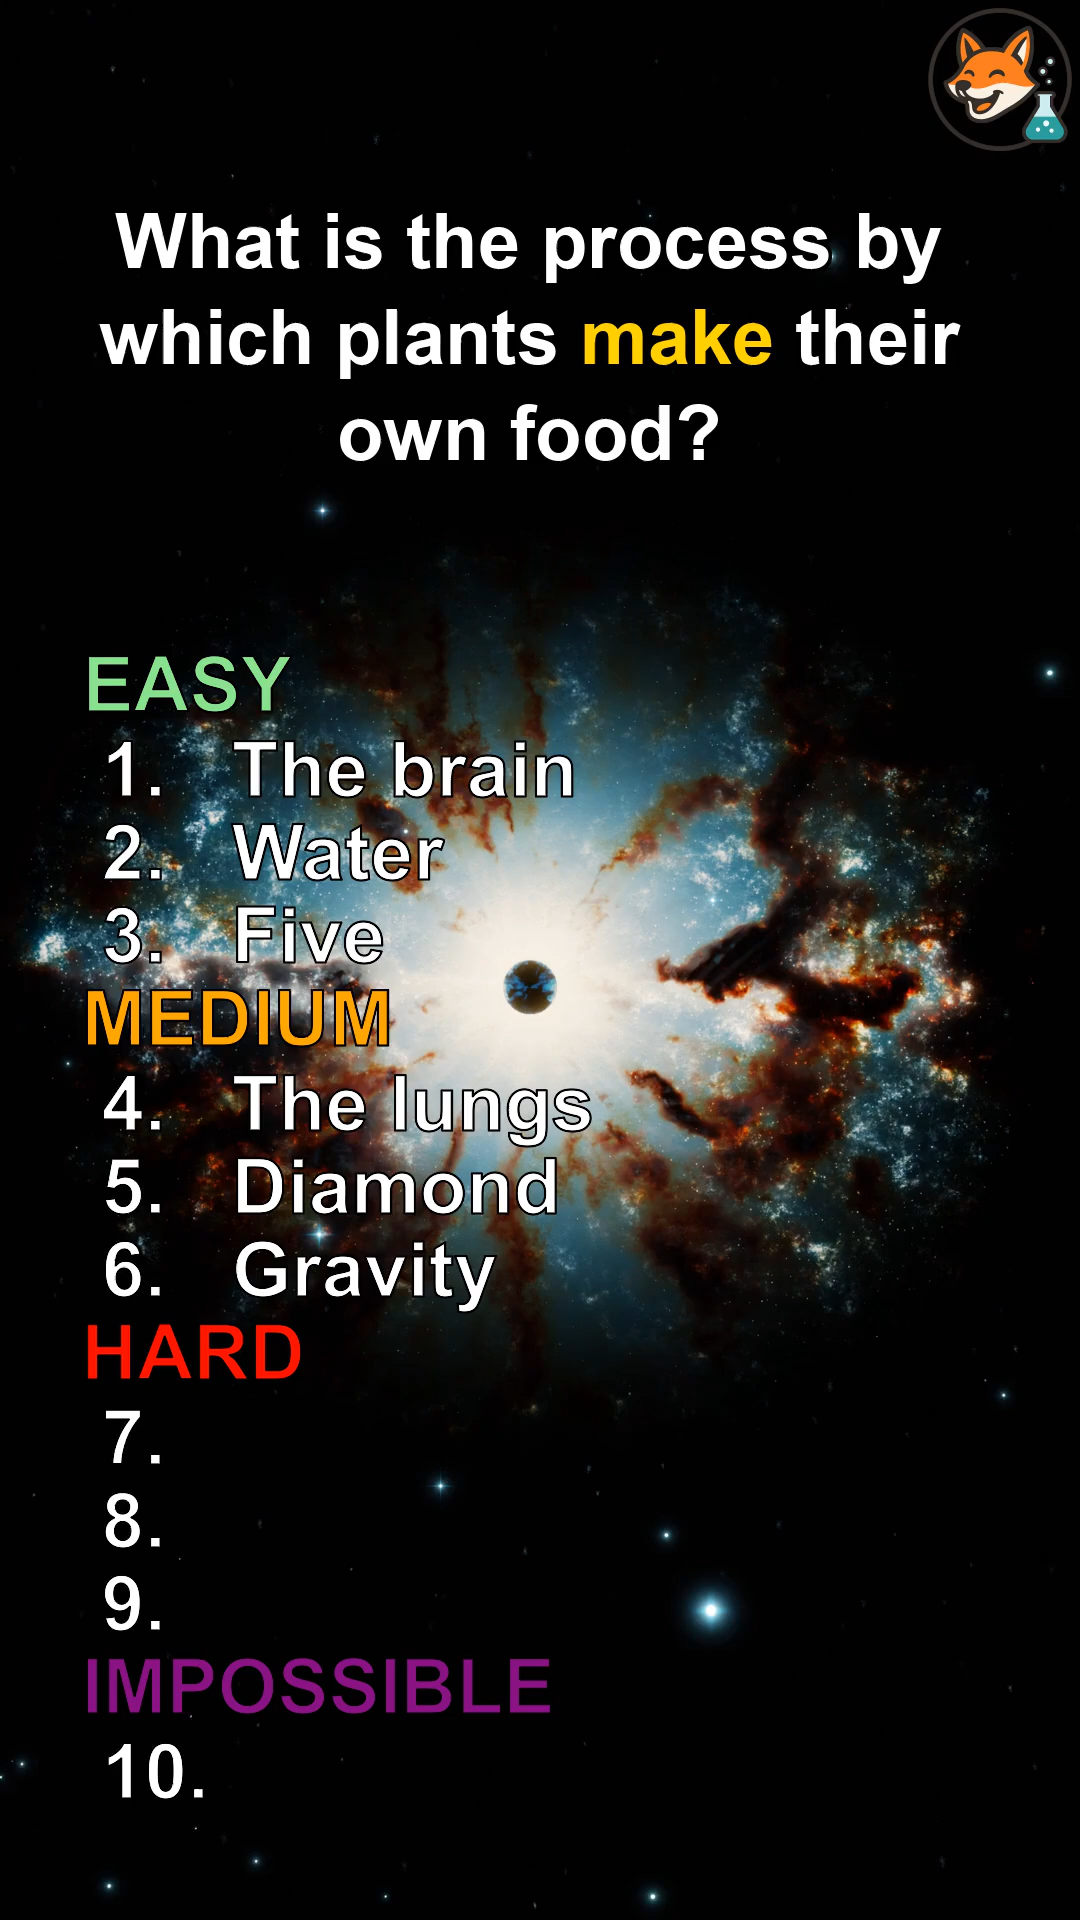 What is the process by
which plants make their
own food?
EASY
1. The brain
2. Water
3. Five
MEDIUM
4. The lungs
5. Diamond
6. Gravity
HARD
7.
8.
9.
IMPOSSIBLE
10.